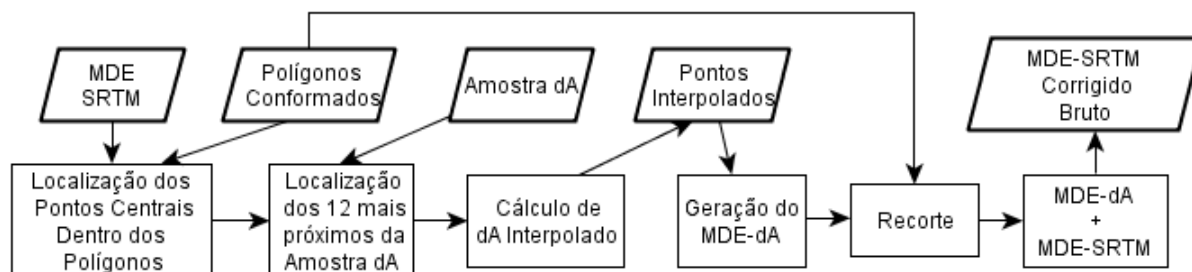 MDE
SRTM
Polígonos
Conformados
Amostra dA
Pontos
Interpolados
MDE-SRTM
Corrigido
Bruto
Localização dos
Pontos Centrais
Dentro dos
Polígonos
Localização
dos 12 mais
próximos da
Amostra dA
Cálculo de
dA Interpolado
Geração do
MDE-dA
Recorte
MDE-dA
+
MDE-SRTM